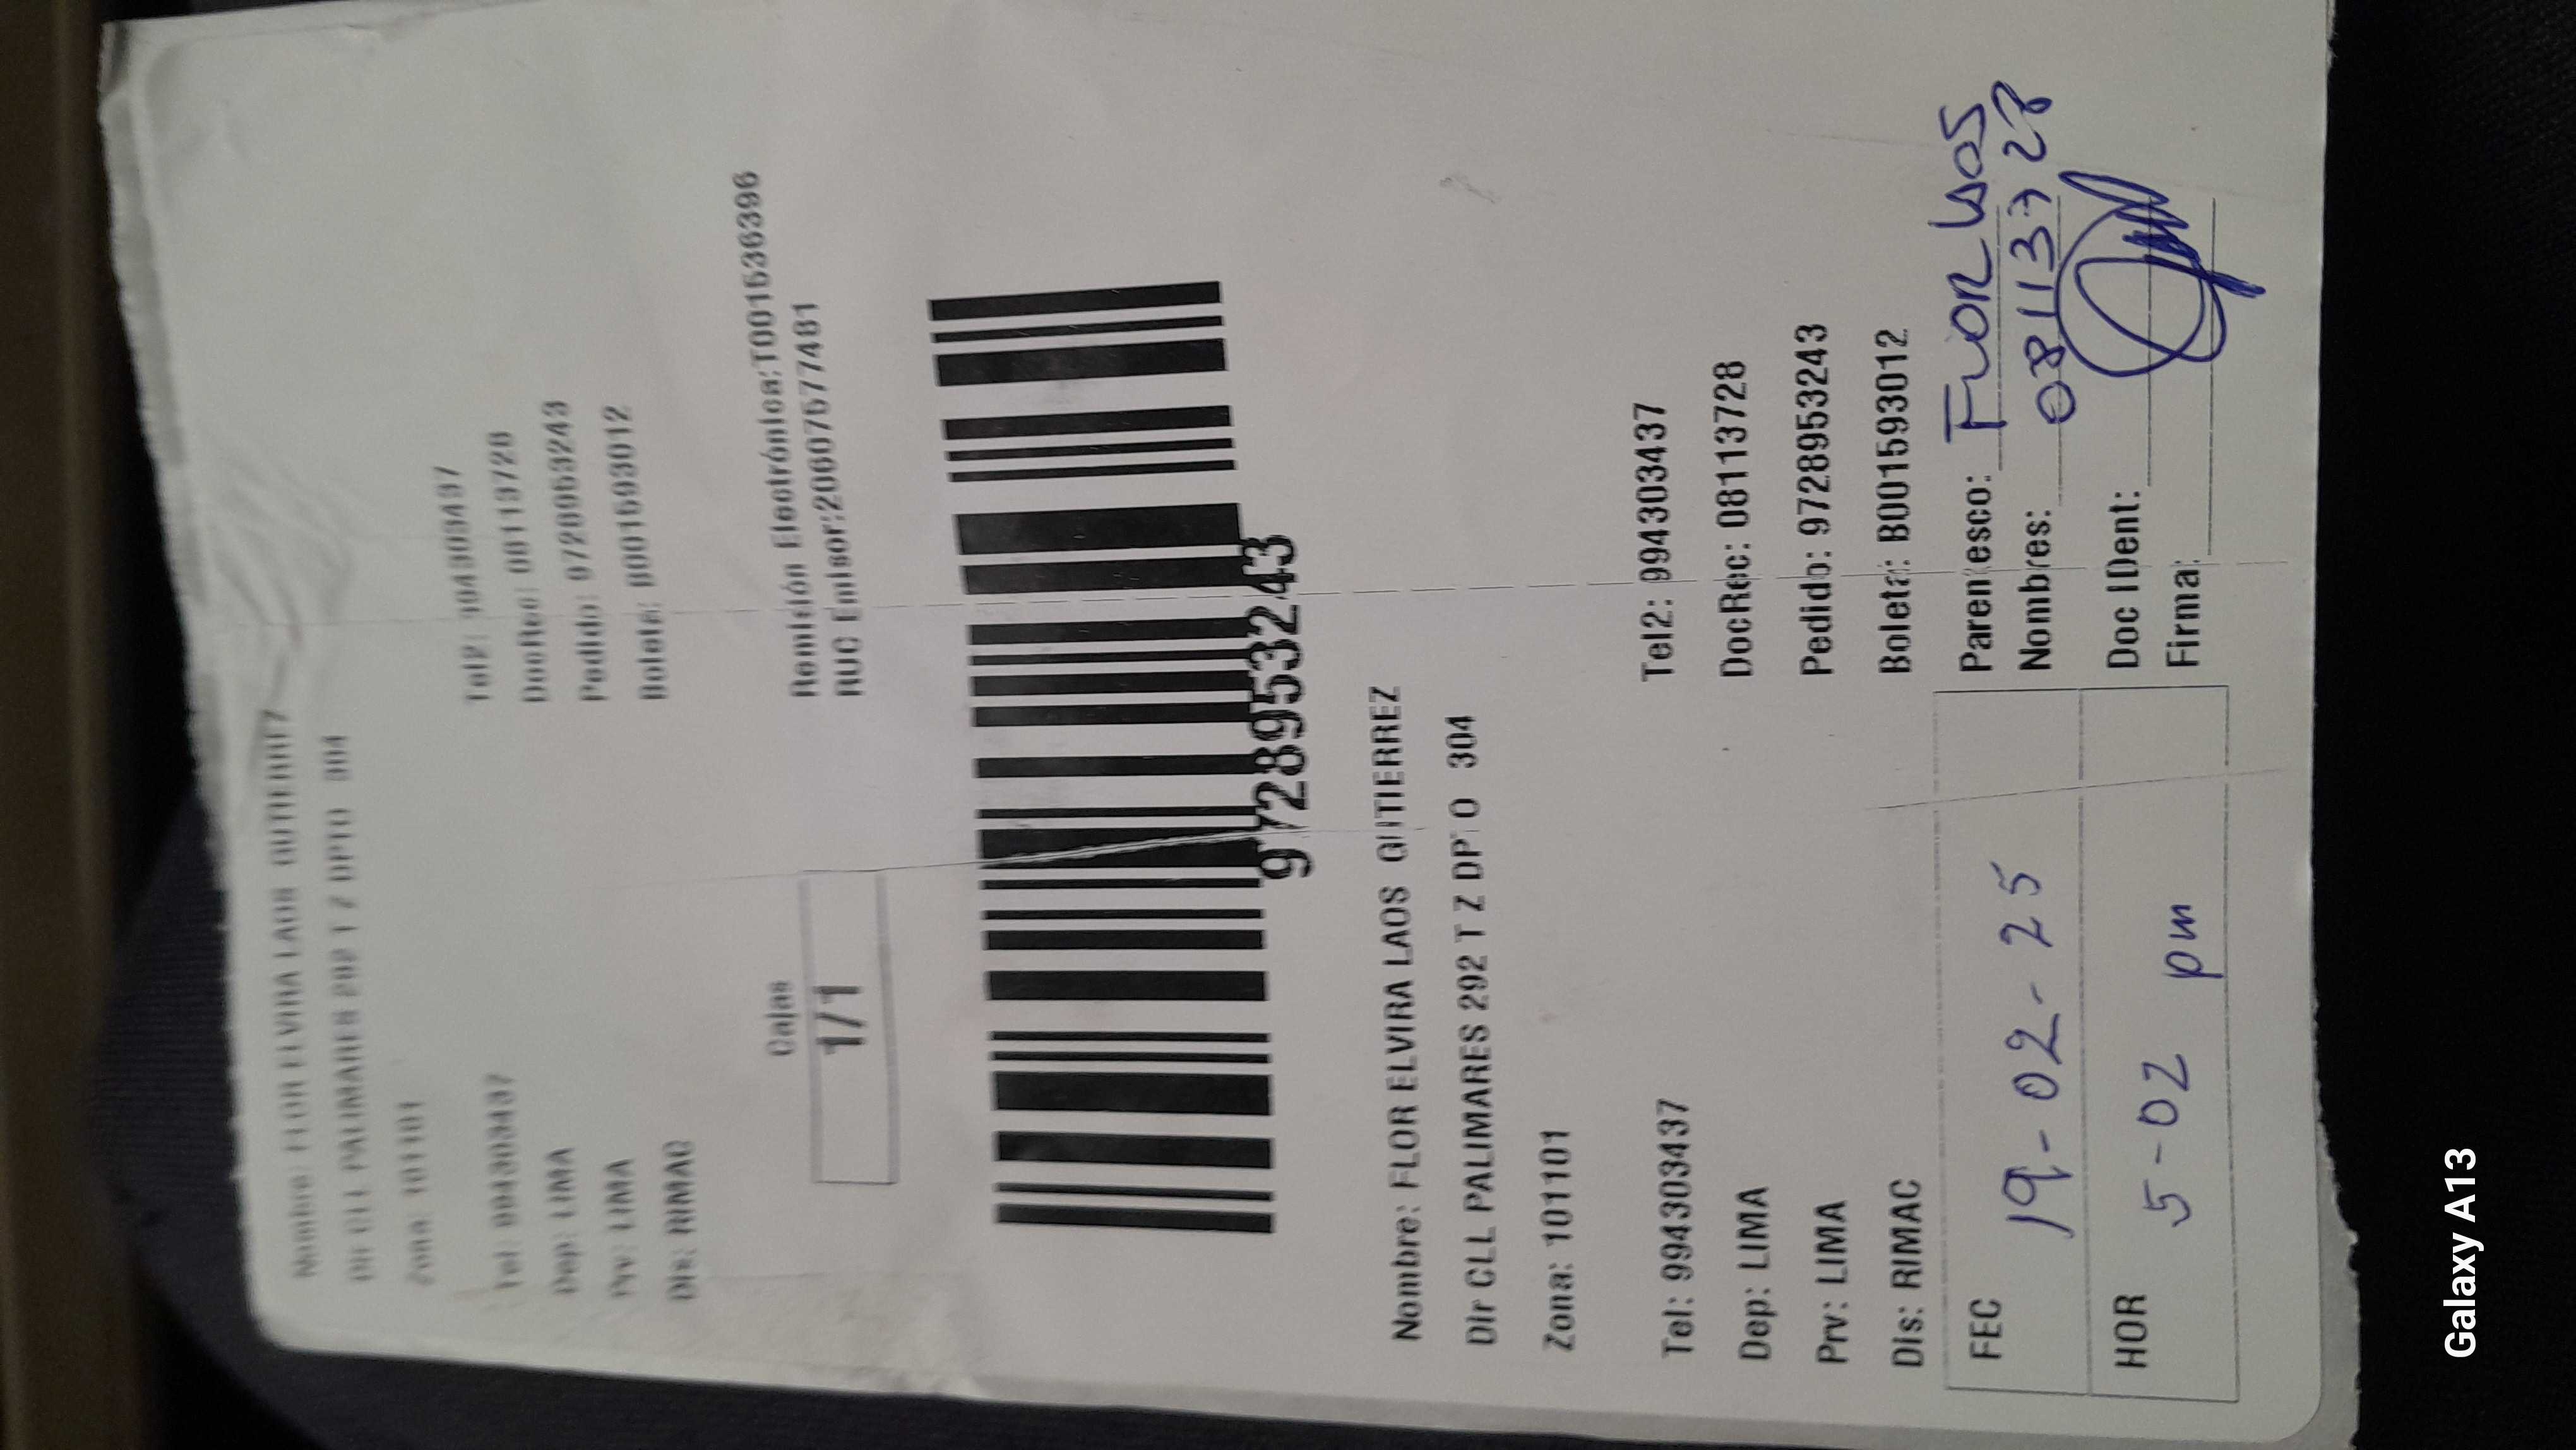 Nombre: FLOR ELVIRA LAOS GUTIERREZ
Dir CLL PALIMARES 292 T Z DPTO 304
Zona: 101101
Tel: 994303437 Tel2: 994303437
Dep: LIMA DocRec: 08113728
Prv: LIMA Pedido: 9728953243
Dis: RIMAC Boleta: B001593012
Cajas
1/1
Remisión Electrónica:T001536396
RUC Emisor:20607577481
9728953243
Nombre: FLOR ELVIRA LAOS GUTIERREZ
Dir CLL PALIMARES 292 T Z DPTO 304
Zona: 101101
Tel: 994303437 Tel2: 994303437
Dep: LIMA DocRec: 08113728
Prv: LIMA Pedido: 9728953243
Dis: RIMAC Boleta: B001593012
FEC 19-02-25
Parentesco: Flor Laos
Nombres: 08113728
HOR 5-02 pm
Doc IDent:
Firma:
Galaxy A13